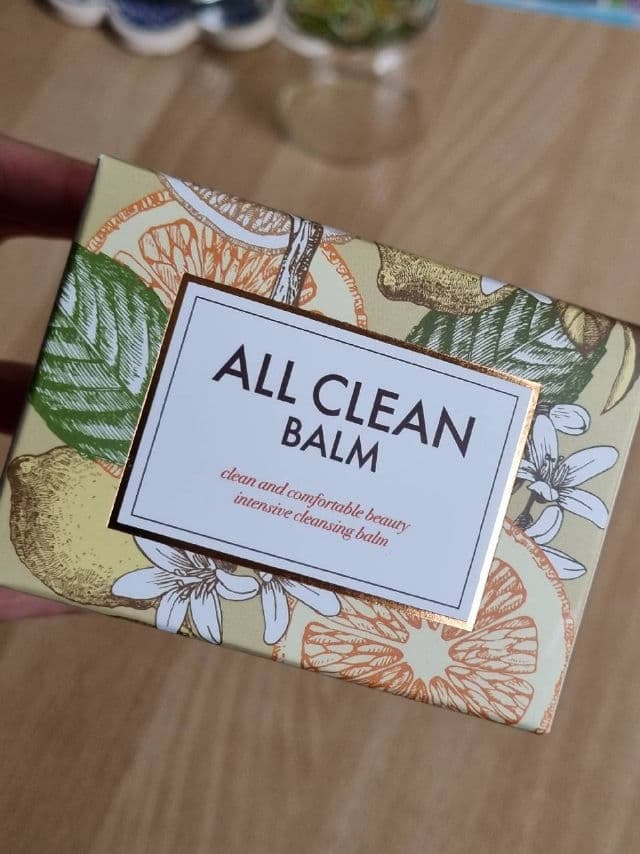 ALL CLEAN
BALM
clean and comfortable beauty
intensive cleansing balm